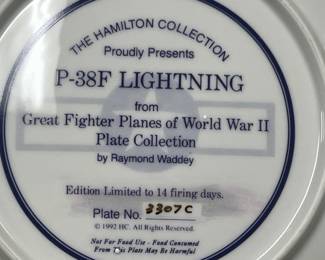 THE HAMILTON COLLECTION
Proudly Presents
P-38F LIGHTNING
from
Great Fighter Planes of World War II
Plate Collection
by Raymond Waddey
Edition Limited to 14 firing days.
Plate No. 3307C
© 1992 HC. All Rights Reserved.
Not For Food Use - Food Consumed
From This Plate May Be Harmful